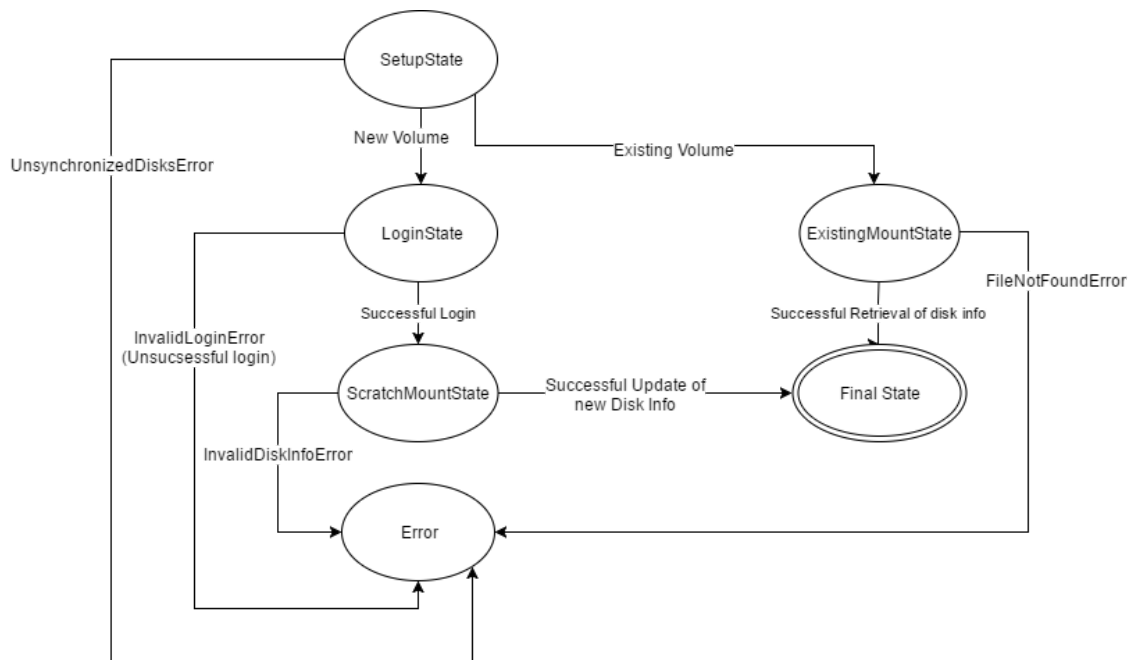 SetupState
New Volume
Existing Volume
UnsynchronizedDisksError
LoginState
ExistingMountState
FileNotFoundError
Successful Login
Successful Retrieval of disk info
InvalidLoginError
(Unsucsessful login)
ScratchMountState
Successful Update of
new Disk Info
Final State
InvalidDiskInfoError
Error